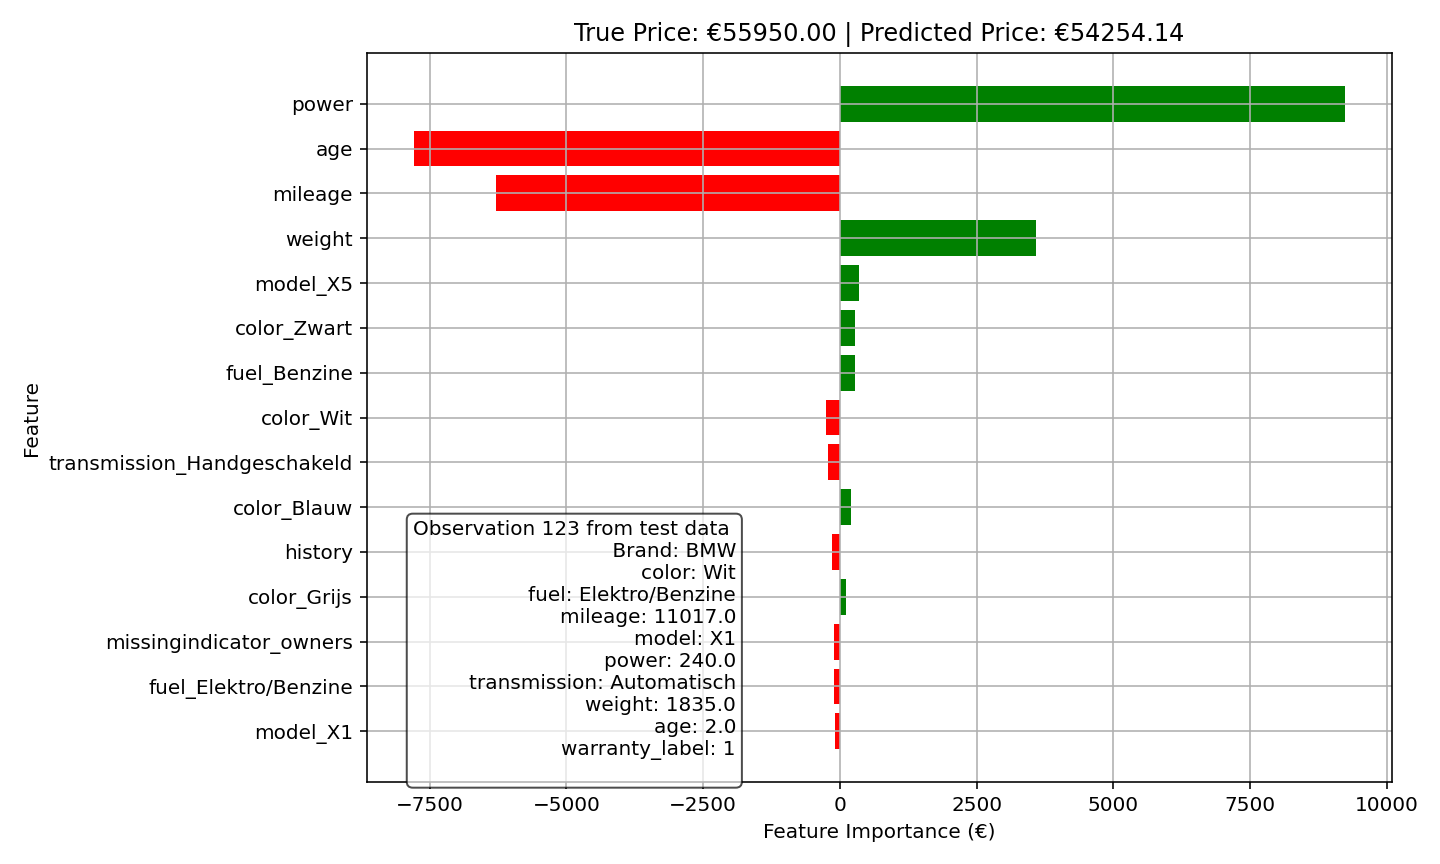 True Price: €55950.00 | Predicted Price: €54254.14
Feature
power
age
mileage
weight
model_X5
color_Zwart
fuel_Benzine
color_Wit
transmission_Handgeschakeld
color_Blauw
history
color_Grijs
missingindicator_owners
fuel_Elektro/Benzine
model_X1
Observation 123 from test data
Brand: BMW
color: Wit
fuel: Elektro/Benzine
mileage: 11017.0
model: X1
power: 240.0
transmission: Automatisch
weight: 1835.0
age: 2.0
warranty_label: 1
−7500 −5000 −2500 0 2500 5000 7500 10000
Feature Importance (€)